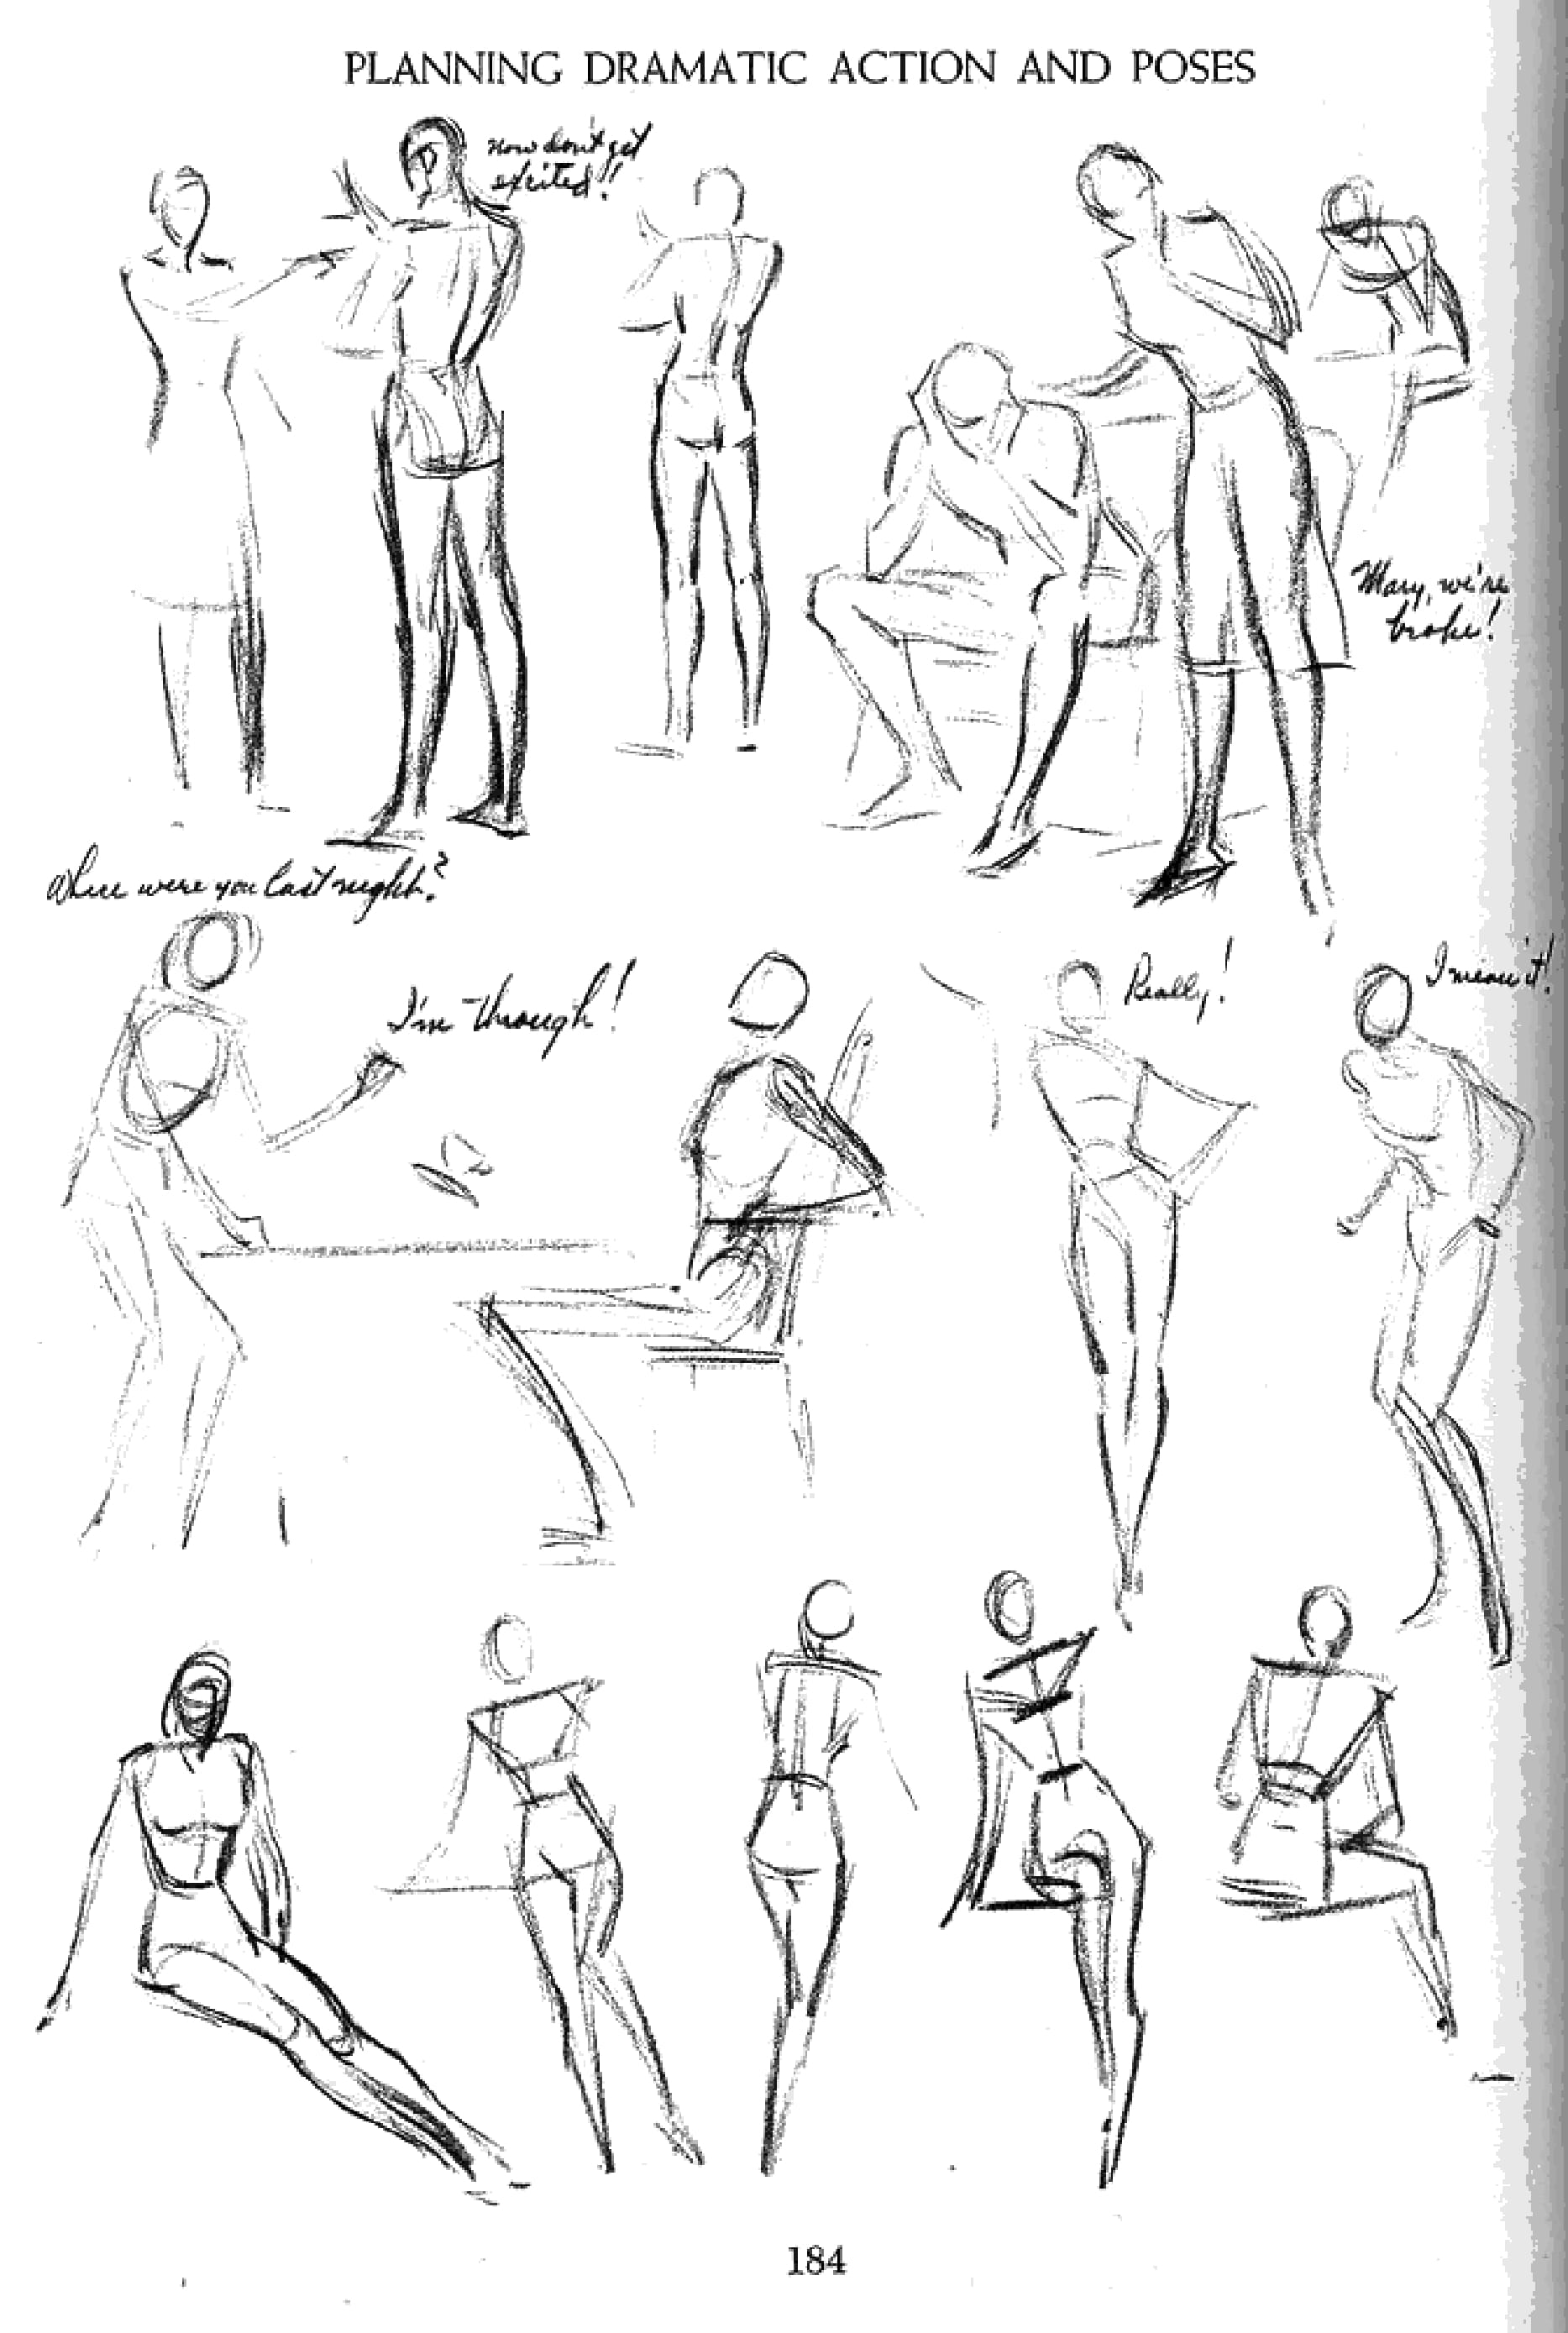 PLANNING DRAMATIC ACTION AND POSES
Now don't get
excited!!
Mary, we're
broke!
Where were you last night?
I'm through!
Really!
I mean it!
184